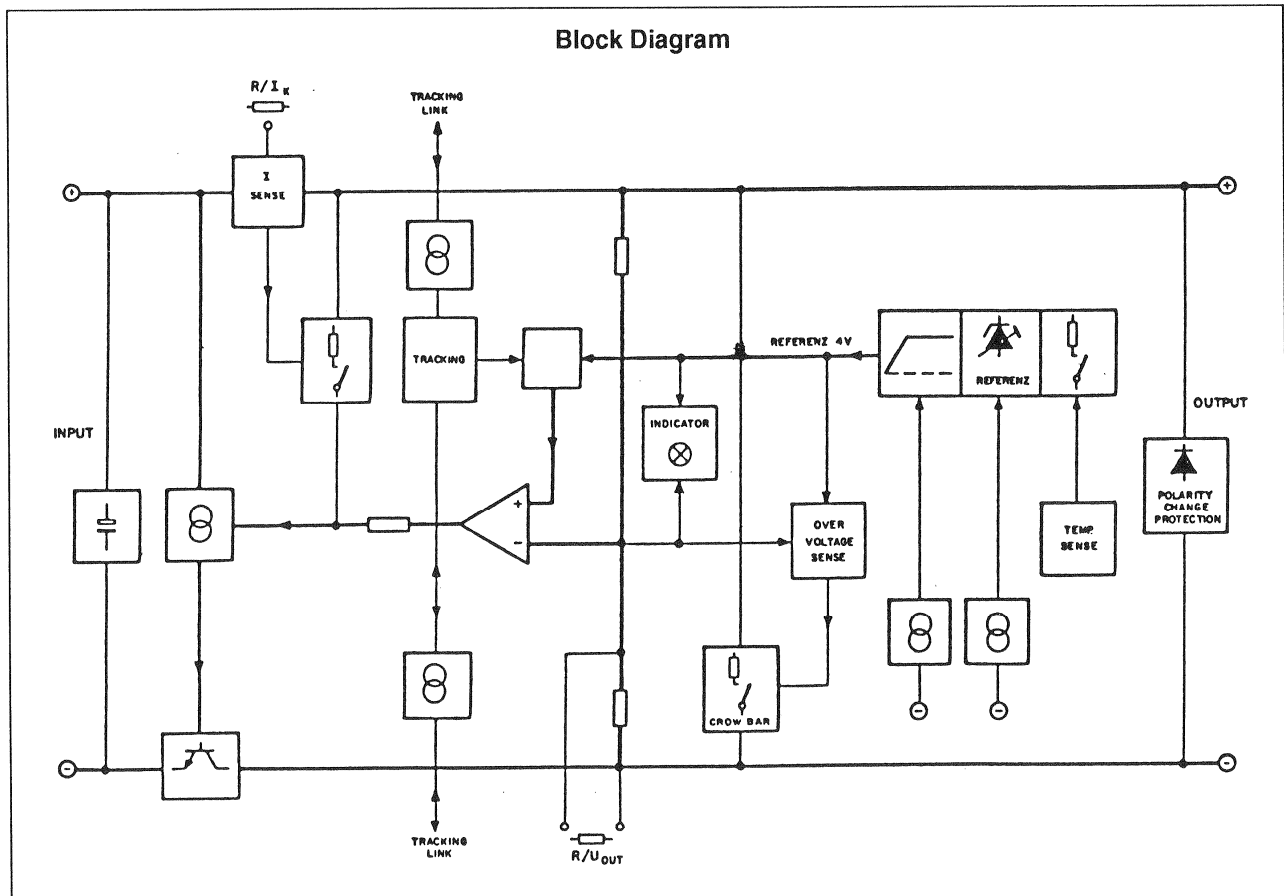 Block Diagram
R/I K
TRACKING
LINK
I
SENSE
TRACKING
REFERENZ 4V
REFERENZ
INDICATOR
INPUT
OUTPUT
+
-
OVER
VOLTAGE
SENSE
TEMP.
SENSE
POLARITY
CHANGE
PROTECTION
CROW BAR
TRACKING
LINK
R/U OUT